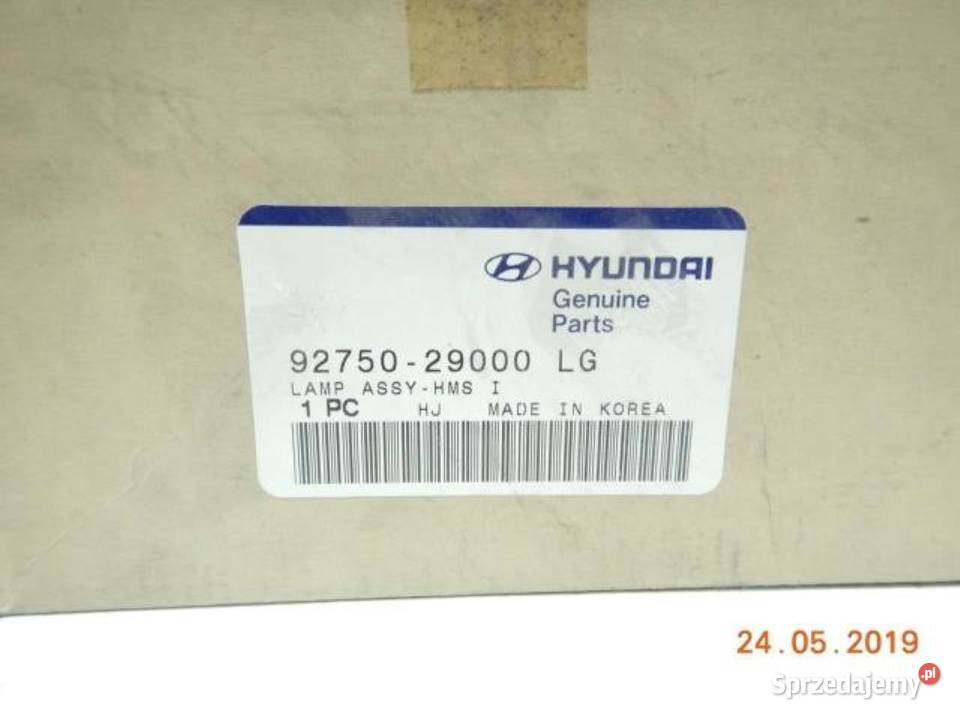 HYUNDAI
Genuine
Parts
92750-29000 LG
LAMP ASSY-HMS I
1 PC HJ MADE IN KOREA
24.05.2019
Sprzedajemy.pl